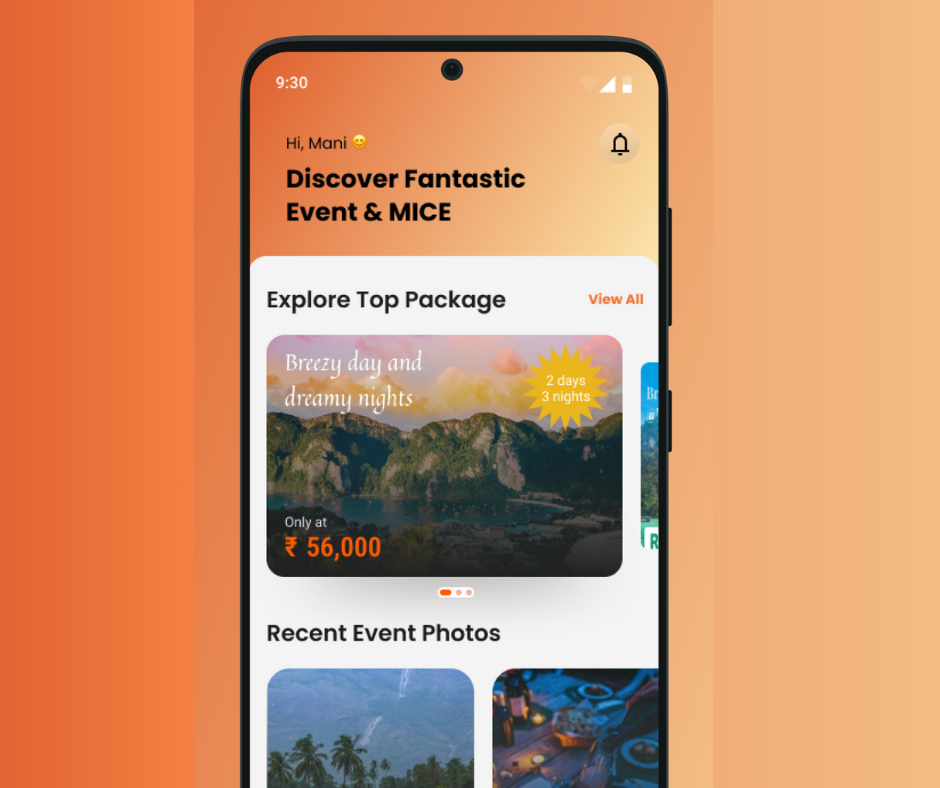 9:30
Hi, Mani 😊
Discover Fantastic
Event & MICE
Explore Top Package
View All
Breezy day and
dreamy nights
2 days
3 nights
Only at
₹ 56,000
Br
a
R
Recent Event Photos